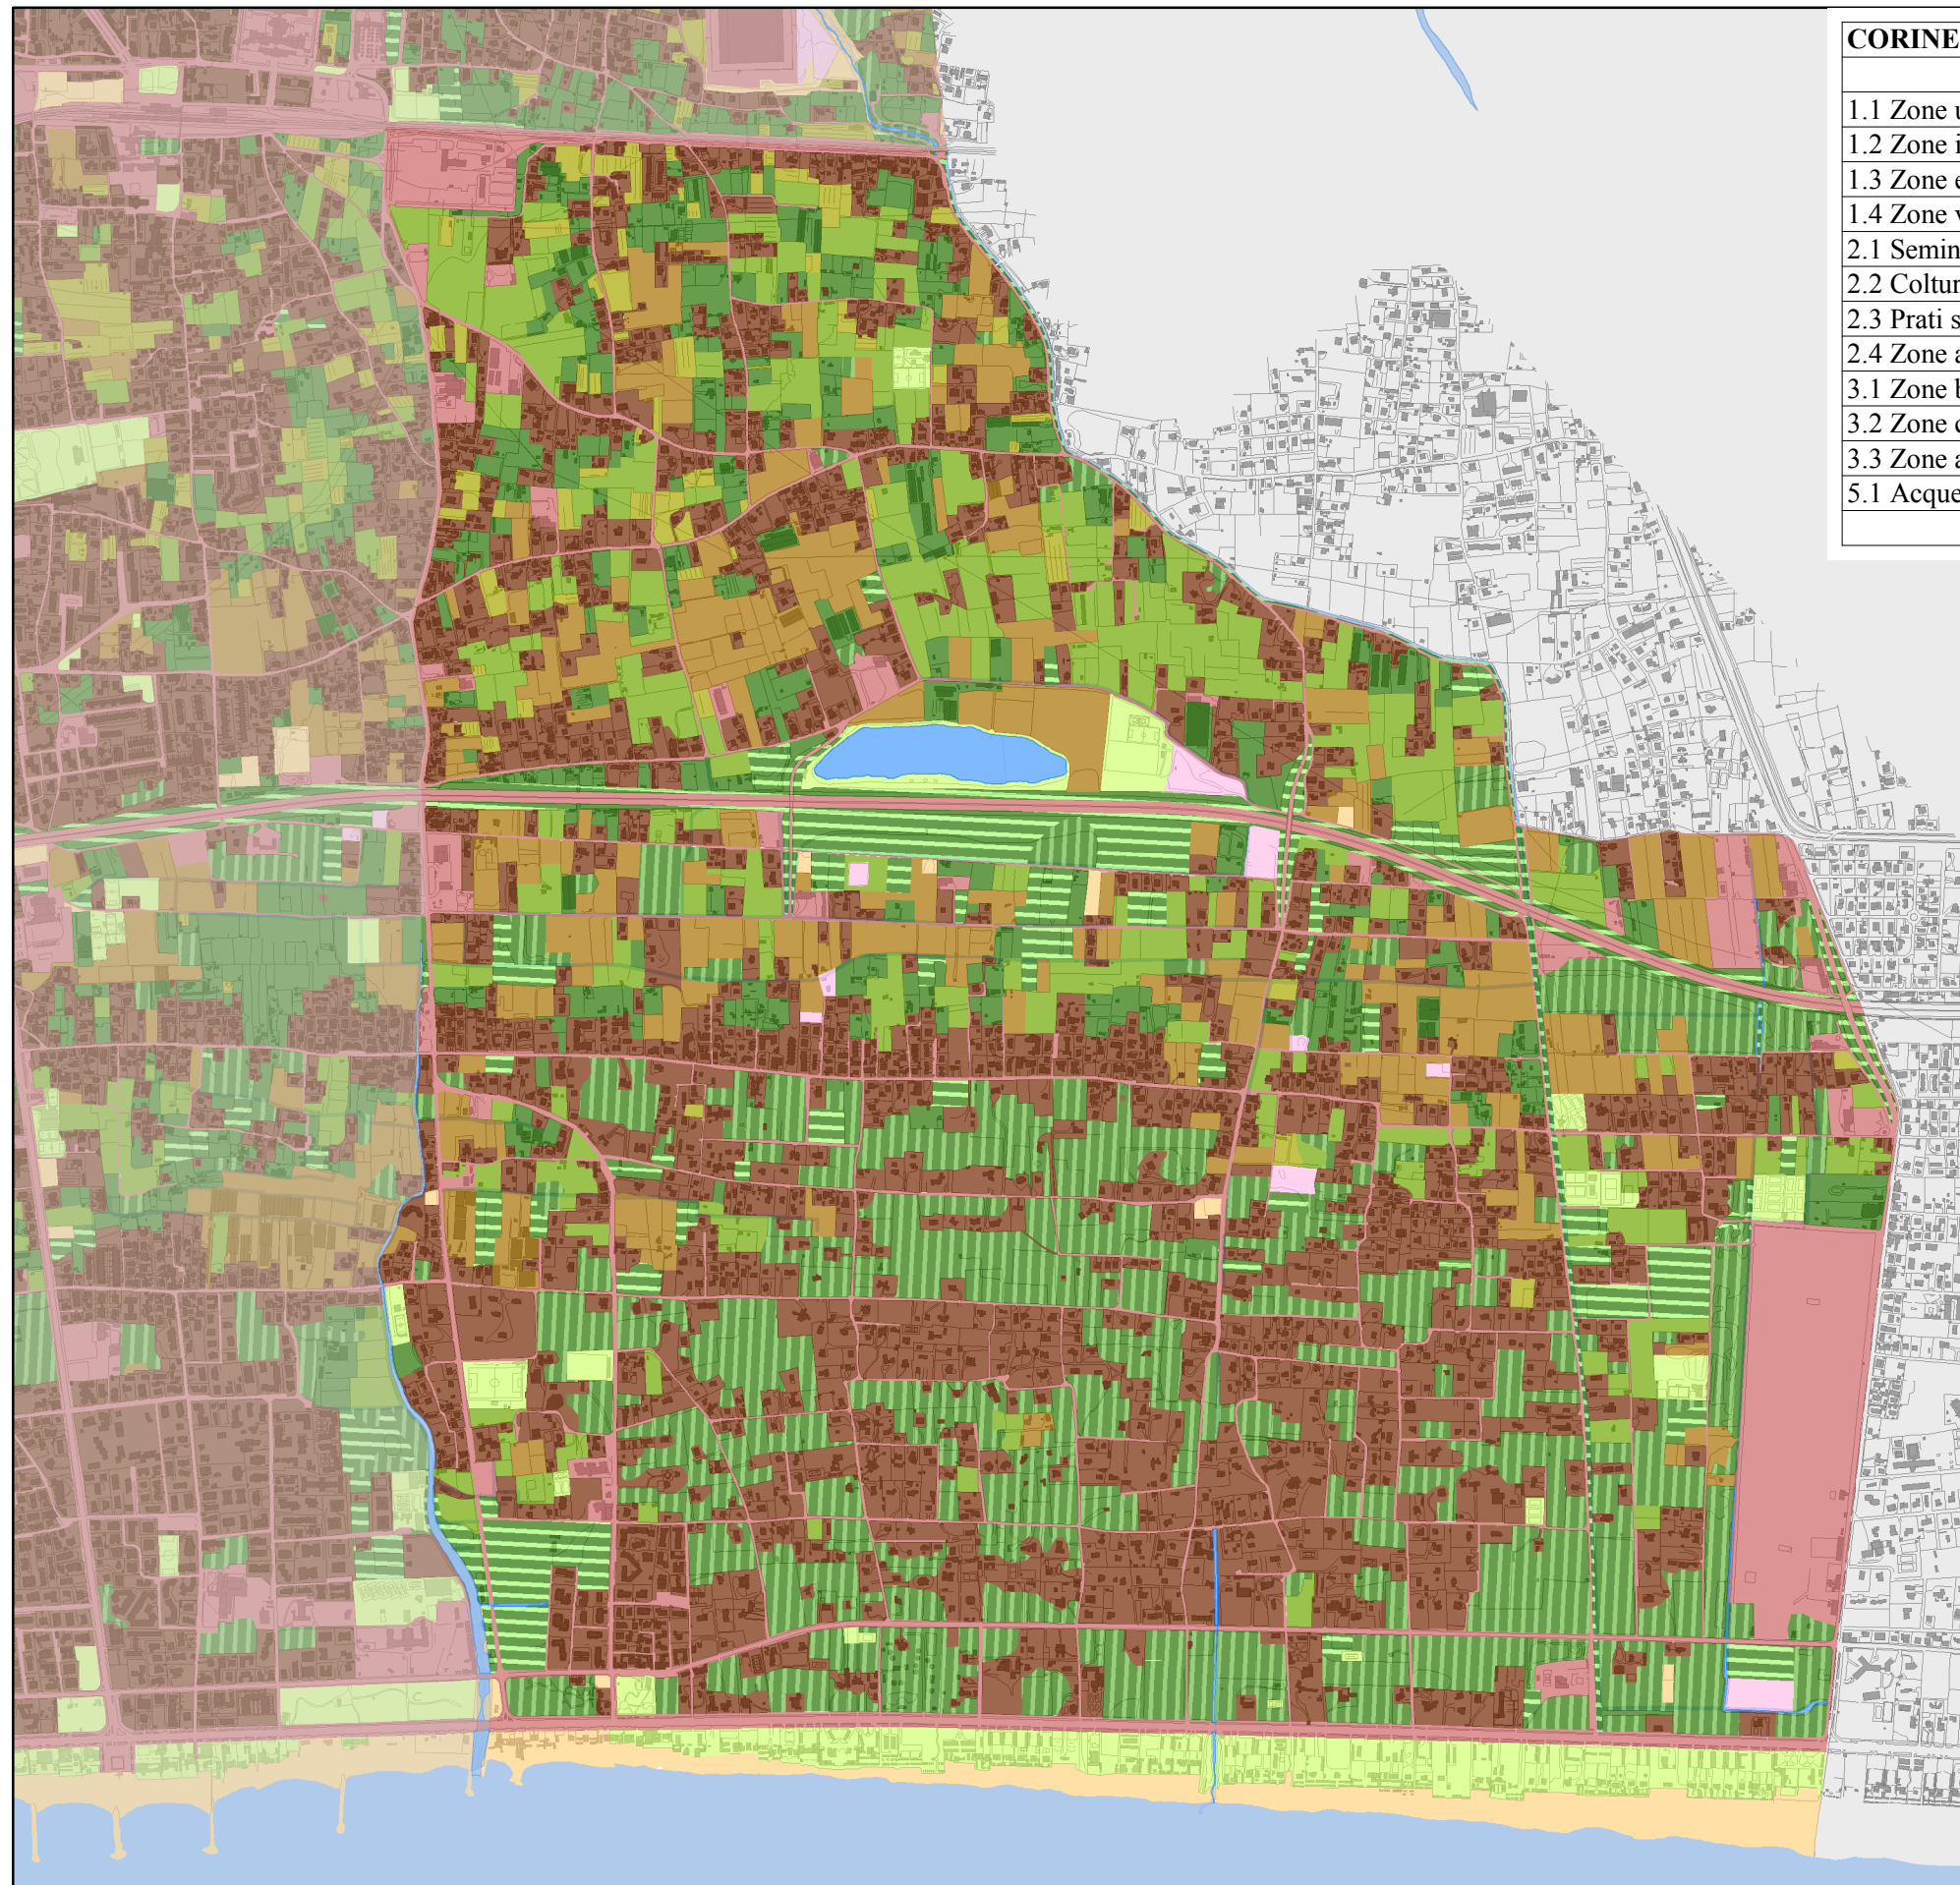 CORINE
1.1 Zone u
1.2 Zone i
1.3 Zone e
1.4 Zone v
2.1 Semin
2.2 Coltur
2.3 Prati s
2.4 Zone a
3.1 Zone b
3.2 Zone c
3.3 Zone a
5.1 Acque